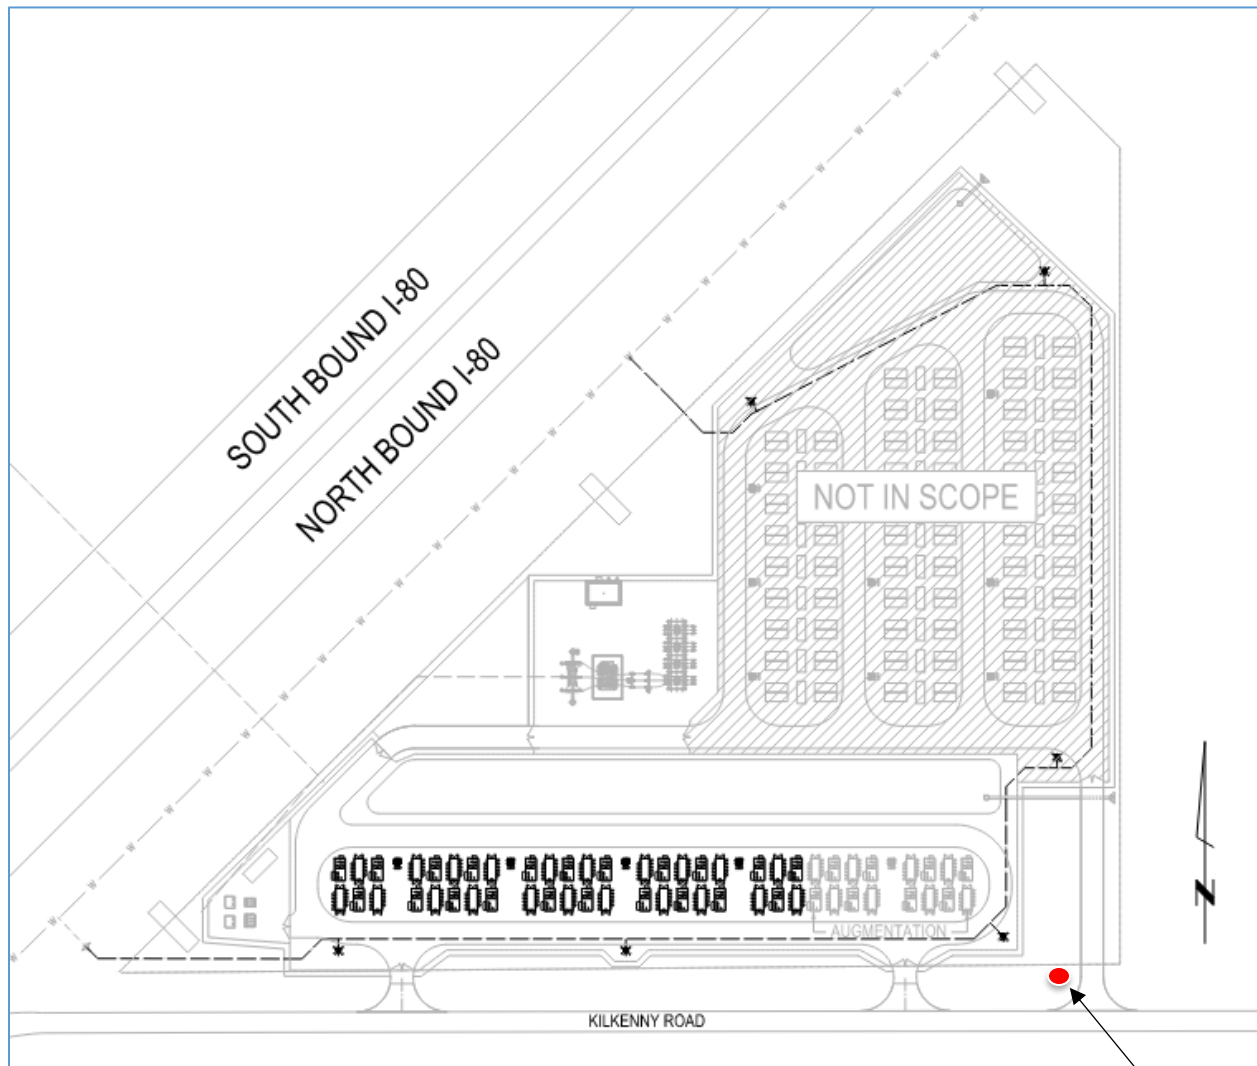 SOUTH BOUND I-80
NORTH BOUND I-80
NOT IN SCOPE
AUGMENTATION
N
KILKENNY ROAD